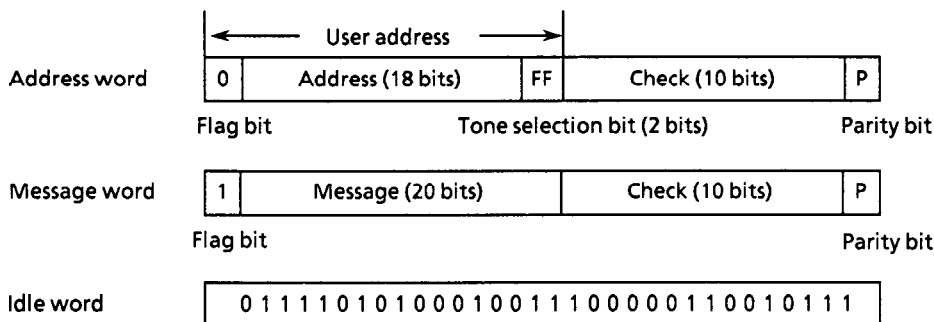 User address
Address word 0 Address (18 bits) FF Check (10 bits) P
Flag bit Tone selection bit (2 bits) Parity bit
Message word 1 Message (20 bits) Check (10 bits) P
Flag bit Parity bit
Idle word 0 1 1 1 1 0 1 0 1 0 0 0 1 0 0 1 1 1 0 0 0 0 0 1 1 0 0 1 0 1 1 1